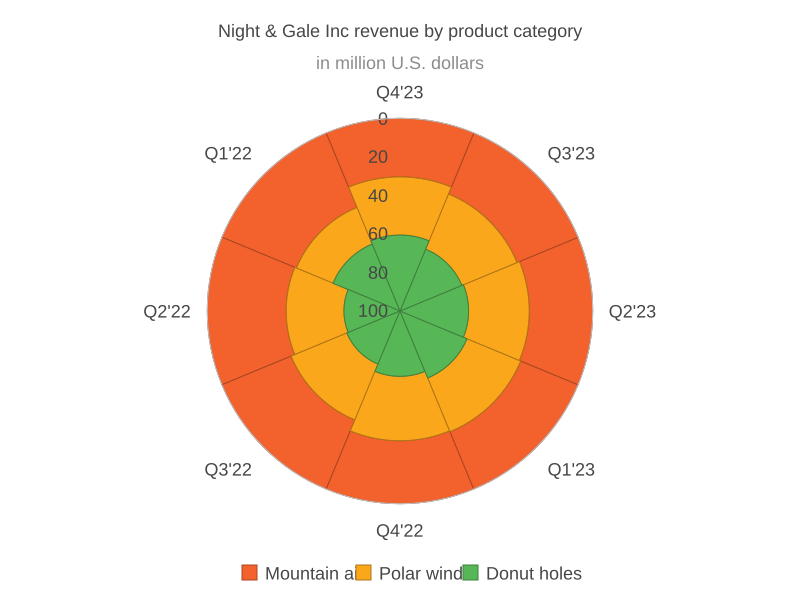 Night & Gale Inc revenue by product category
in million U.S. dollars
Q4'23
0
Q1'22
Q3'23
20
40
60
80
Q2'22
100
Q2'23
Q3'22
Q1'23
Q4'22
Mountain a Polar wind Donut holes